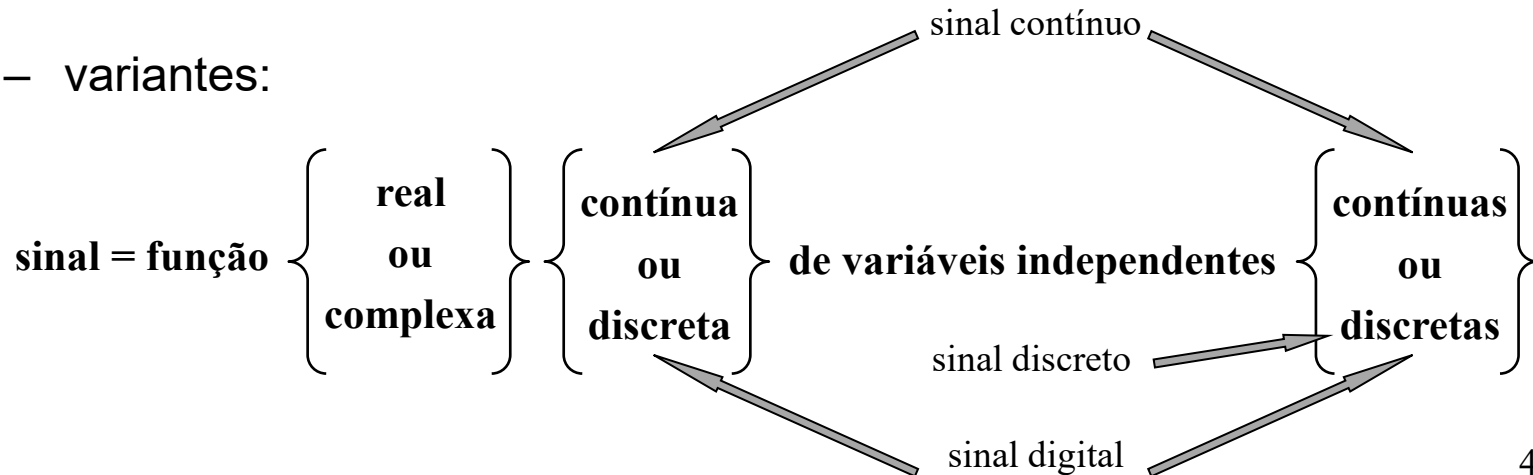 sinal contínuo
– variantes:
sinal = função { real ou complexa } { contínua ou discreta } de variáveis independentes { contínuas ou discretas }
sinal discreto
sinal digital
4